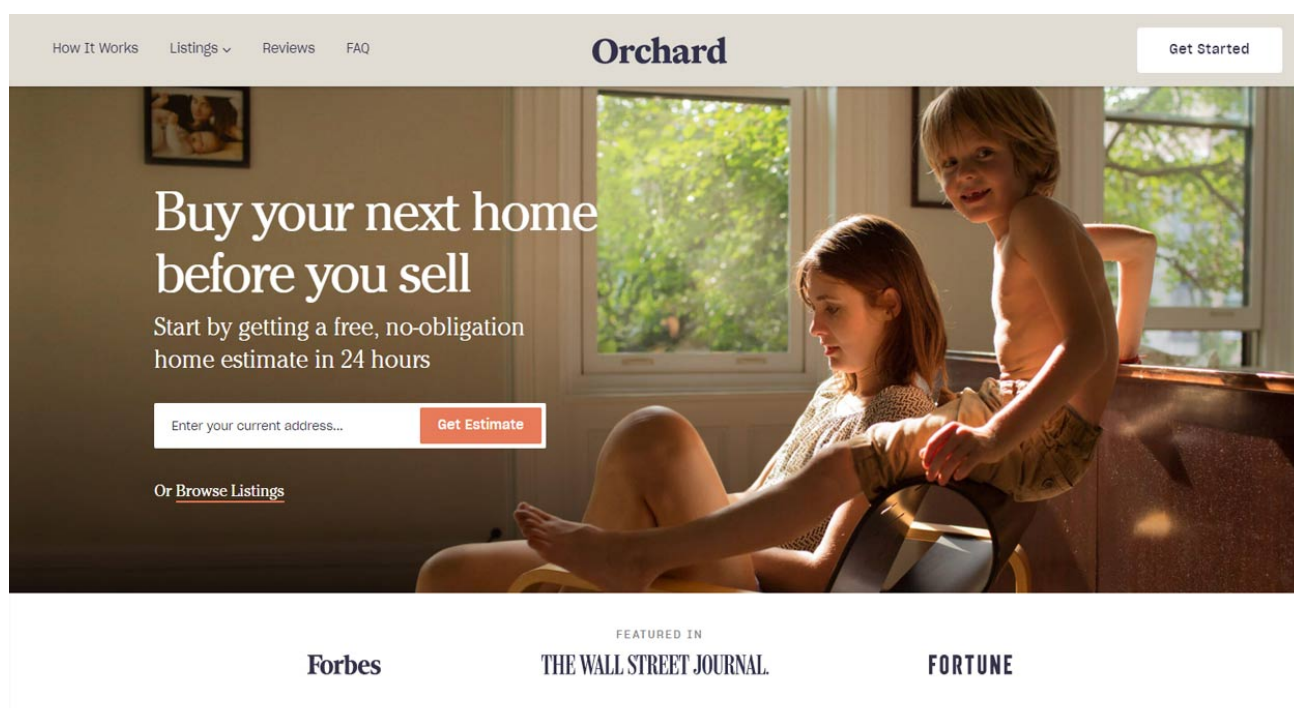 How It Works Listings Reviews FAQ Orchard Get Started
Buy your next home
before you sell
Start by getting a free, no-obligation
home estimate in 24 hours
Enter your current address... Get Estimate
Or Browse Listings
FEATURED IN
Forbes THE WALL STREET JOURNAL. FORTUNE